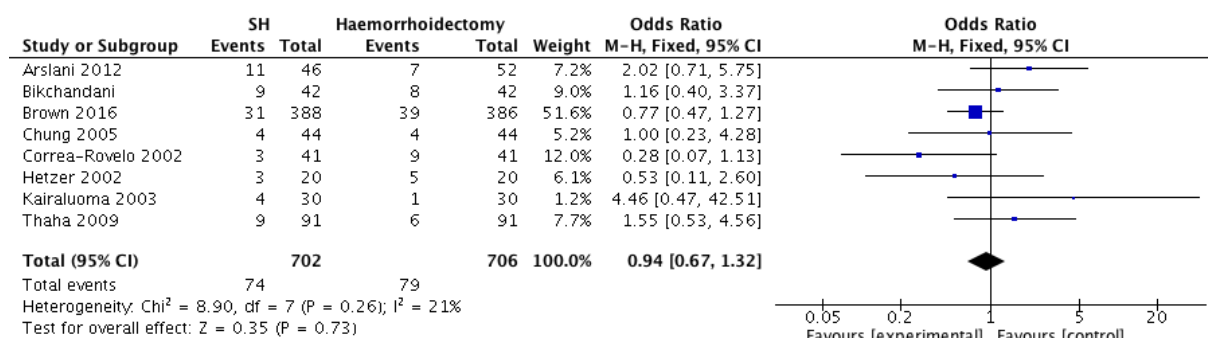 SH Haemorrhoidectomy Odds Ratio Odds Ratio
Study or Subgroup Events Total Events Total Weight M-H, Fixed, 95% CI M-H, Fixed, 95% CI
Arslani 2012 11 46 7 52 7.2% 2.02 [0.71, 5.75]
Bikchandani 9 42 8 42 9.0% 1.16 [0.40, 3.37]
Brown 2016 31 388 39 386 51.6% 0.77 [0.47, 1.27]
Chung 2005 4 44 4 44 5.2% 1.00 [0.23, 4.28]
Correa-Rovelo 2002 3 41 9 41 12.0% 0.28 [0.07, 1.13]
Hetzer 2002 3 20 5 20 6.1% 0.53 [0.11, 2.60]
Kairaluoma 2003 4 30 1 30 1.2% 4.46 [0.47, 42.51]
Thaha 2009 9 91 6 91 7.7% 1.55 [0.53, 4.56]
Total (95% CI) 702 706 100.0% 0.94 [0.67, 1.32]
Total events 74 79
Heterogeneity: Chi² = 8.90, df = 7 (P = 0.26); I² = 21%
Test for overall effect: Z = 0.35 (P = 0.73)
0.05 0.2 1 5 20
Favours [experimental] Favours [control]